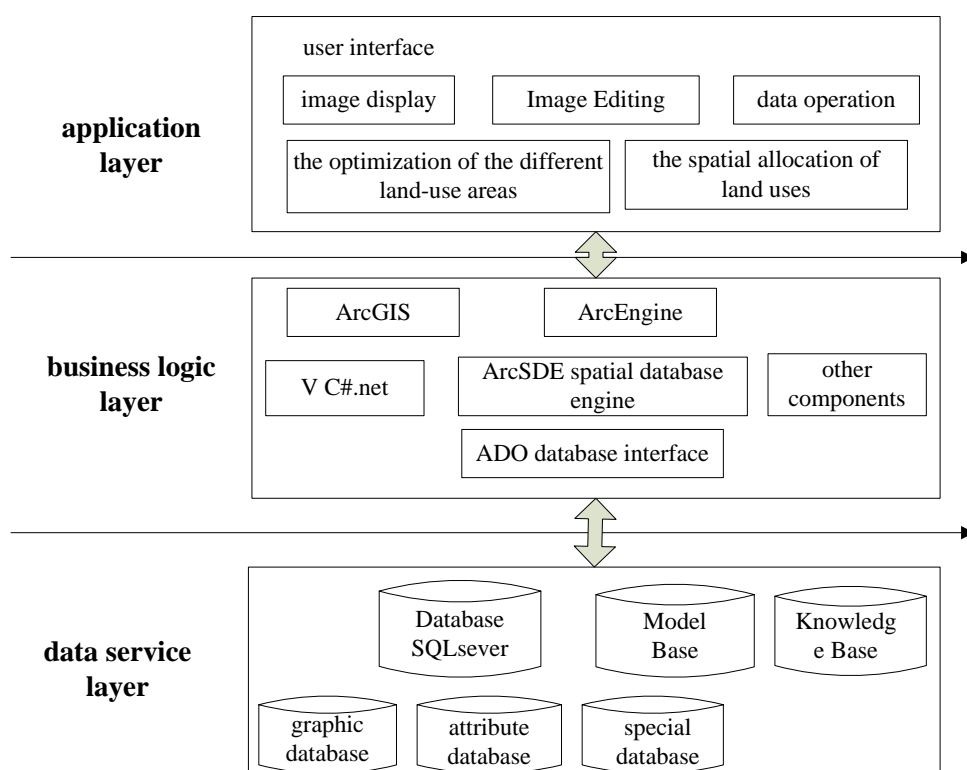 user interface
image display
Image Editing
data operation
application
layer
the optimization of the different
land-use areas
the spatial allocation of
land uses
ArcGIS
ArcEngine
business logic
layer
V C#.net
ArcSDE spatial database
engine
other
components
ADO database interface
data service
layer
Database
SQLsever
Model
Base
Knowledg
e Base
graphic
database
attribute
database
special
database